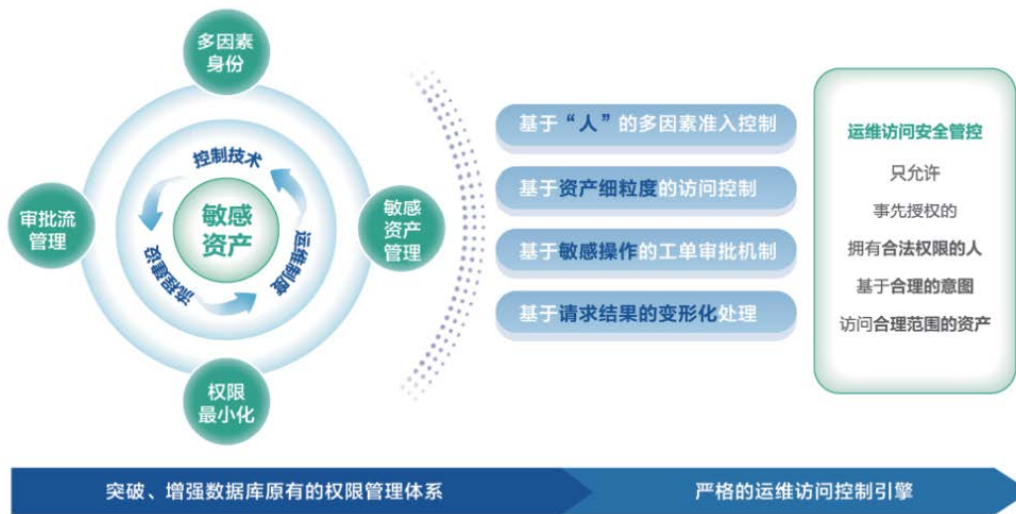 多因素
身份
审批流
管理
控制技术
敏感
资产
流程建设
运维制度
敏感
资产
管理
权限
最小化
基于“人”的多因素准入控制
基于资产细粒度的访问控制
基于敏感操作的工单审批机制
基于请求结果的变形化处理
运维访问安全管控
只允许
事先授权的
拥有合法权限的人
基于合理的意图
访问合理范围的资产
突破、增强数据库原有的权限管理体系
严格的运维访问控制引擎